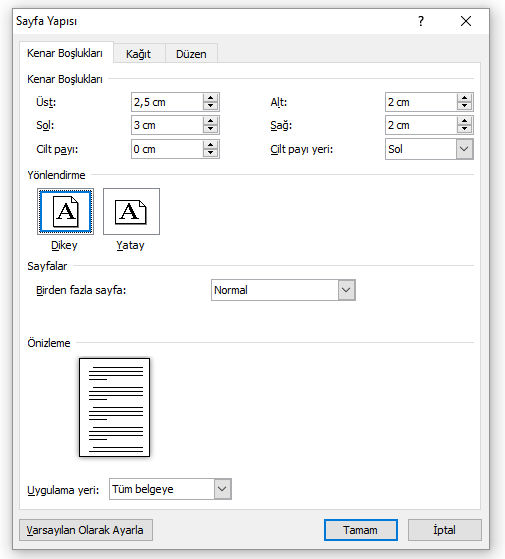 Sayfa Yapısı
Kenar Boşlukları Kağıt Düzen
Kenar Boşlukları
Üst: 2,5 cm Alt: 2 cm
Sol: 3 cm Sağ: 2 cm
Cilt payı: 0 cm Cilt payı yeri: Sol
Yönlendirme
A A
Dikey Yatay
Sayfalar
Birden fazla sayfa: Normal
Önizleme
Uygulama yeri: Tüm belgeye
Varsayılan Olarak Ayarla Tamam İptal